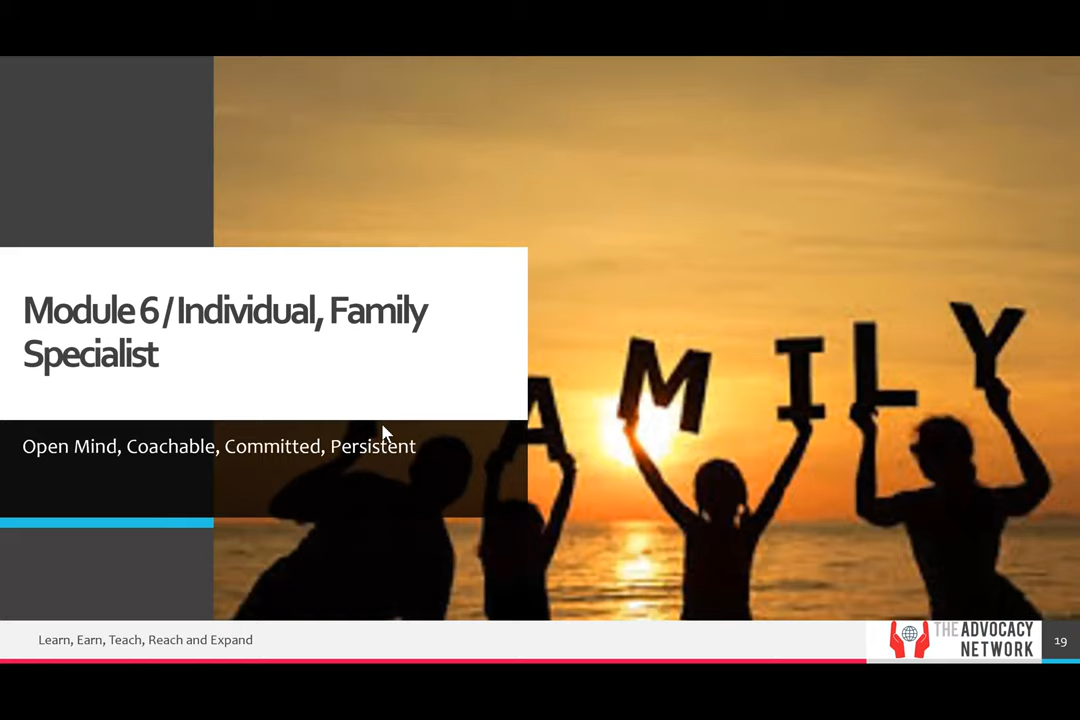 Module 6 / Individual, Family
Specialist
Open Mind, Coachable, Committed, Persistent
A M I L Y
Learn, Earn, Teach, Reach and Expand
THE ADVOCACY
NETWORK
19